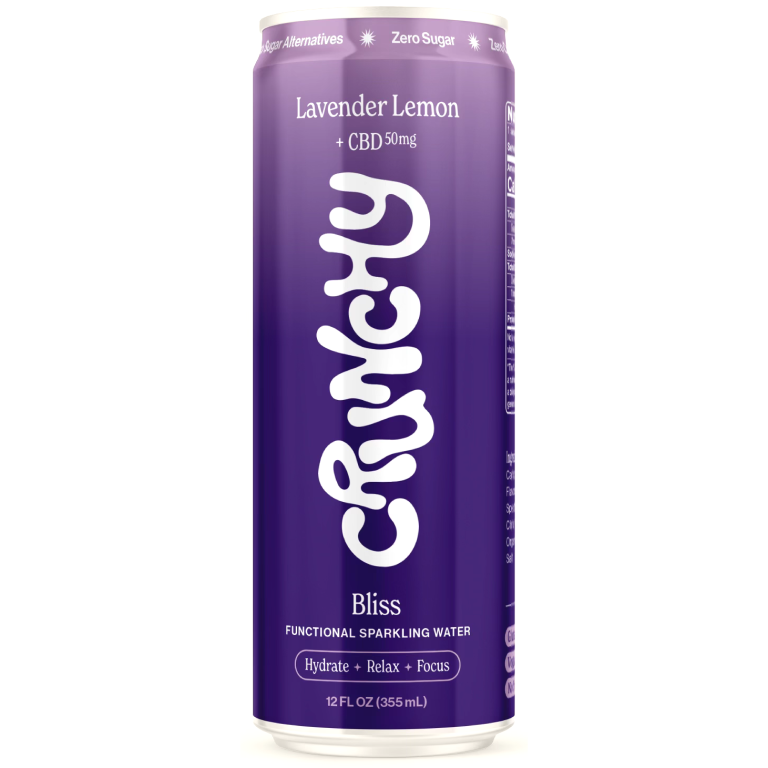 Sugar Alternatives ✷ Zero Sugar ✷ Zero
Lavender Lemon
+ CBD 50mg
CRUNCHY
Bliss
FUNCTIONAL SPARKLING WATER
Hydrate + Relax + Focus
12 FL OZ (355 mL)